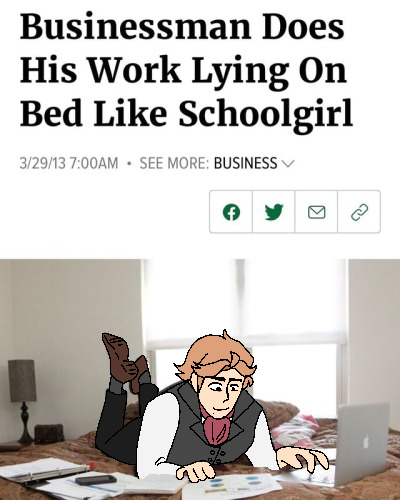 Businessman Does
His Work Lying On
Bed Like Schoolgirl
3/29/13 7:00AM • SEE MORE: BUSINESS